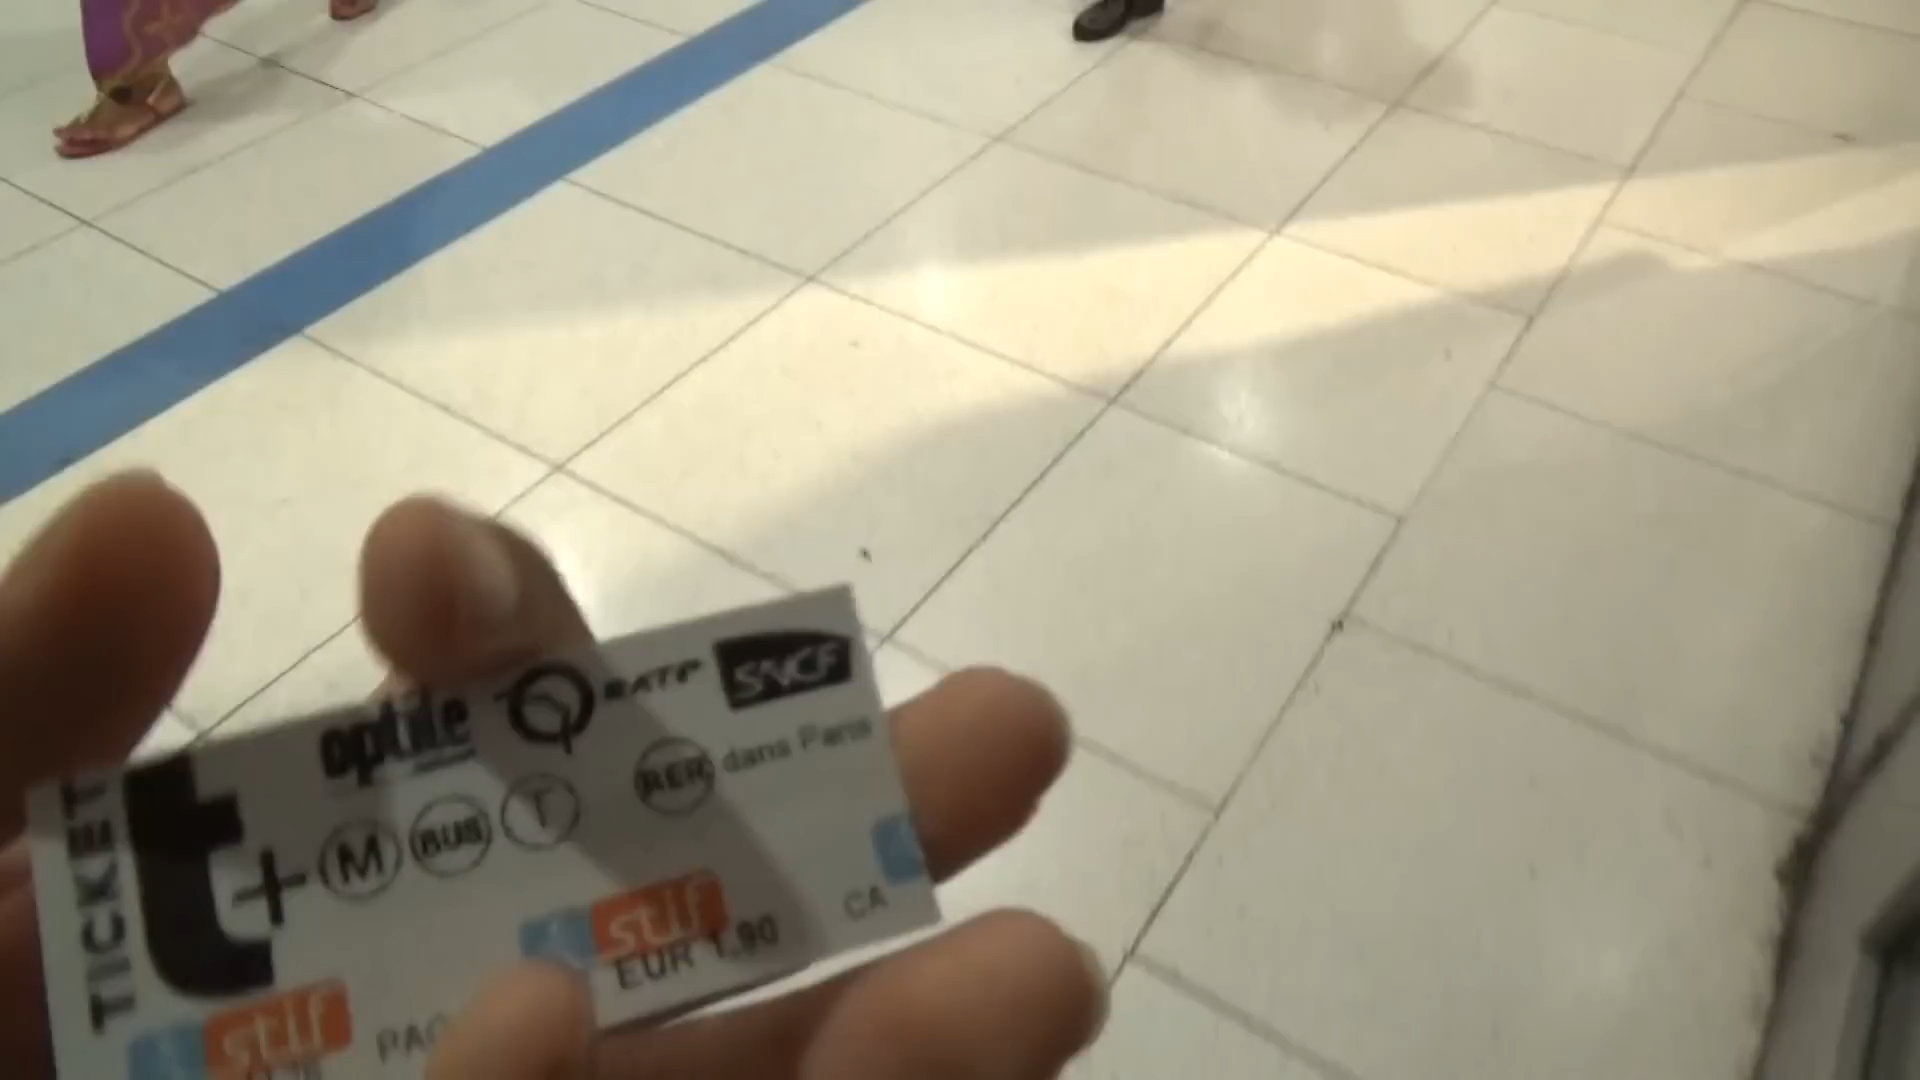 TICKET
t+
optile RATP SNCF
M BUS T RER dans Paris
stif
EUR 1.90
CA
stif